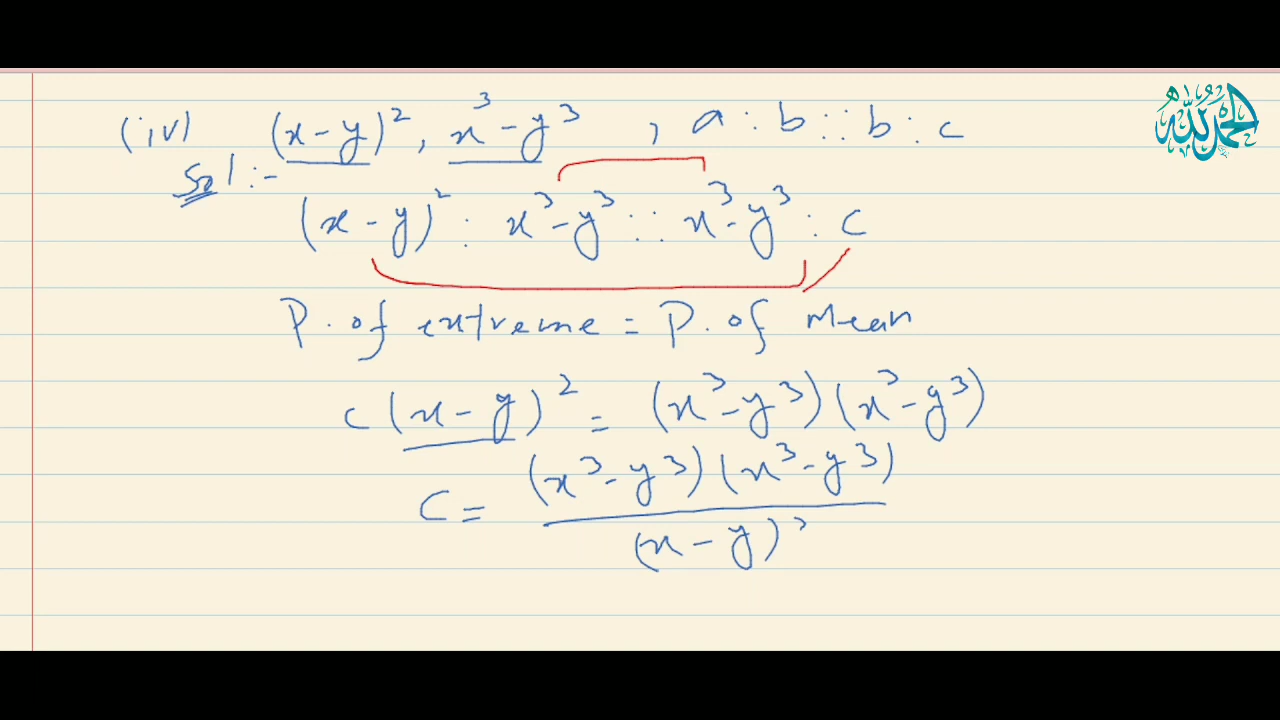 (iv) (x-y)², x³-y³ , a : b :: b : c
Sol :-
(x-y)² : x³-y³ :: x³-y³ : c
P. of extreme = P. of Mean
c(x-y)² = (x³-y³)(x³-y³)
c = (x³-y³)(x³-y³) / (x-y)²
الحمدلله